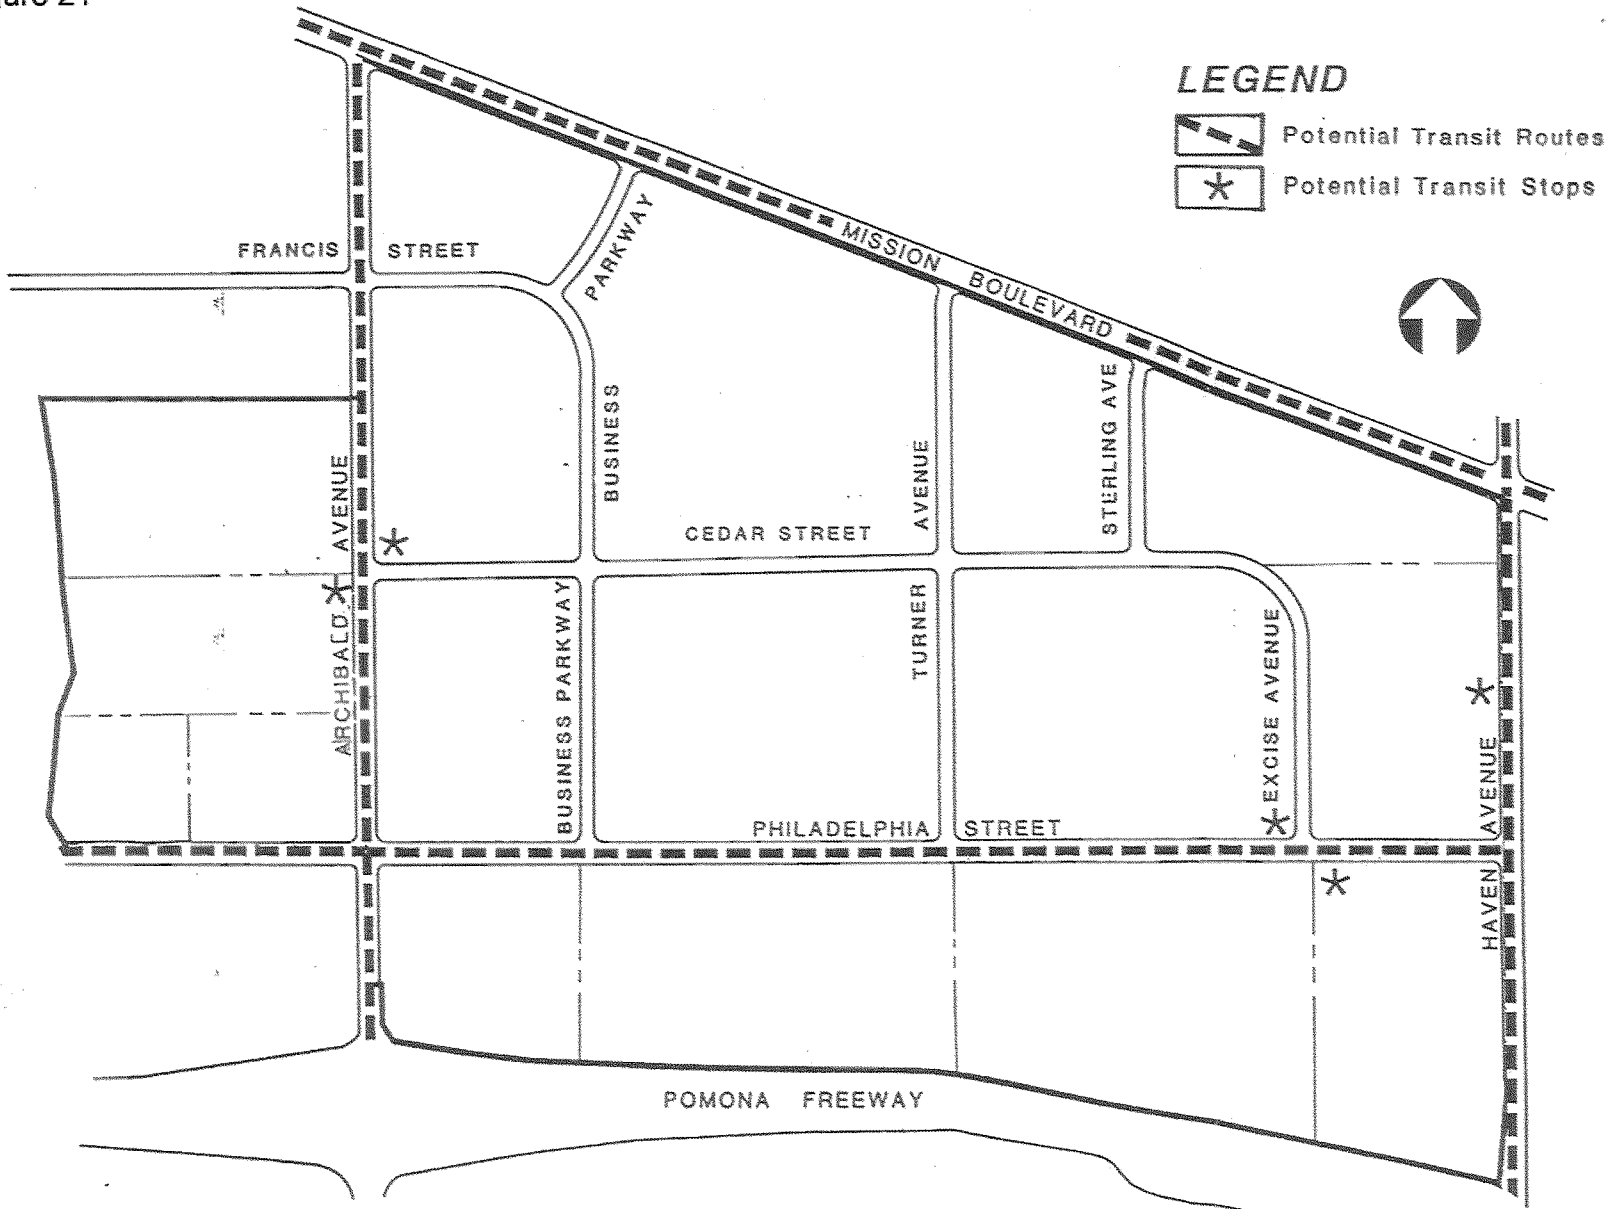 LEGEND
Potential Transit Routes
Potential Transit Stops
FRANCIS STREET
PARKWAY
MISSION BOULEVARD
BUSINESS
AVENUE
AVENUE
STERLING AVE
CEDAR STREET
ARCHIBALD
BUSINESS PARKWAY
TURNER
EXCISE AVENUE
AVENUE
PHILADELPHIA STREET
HAVEN
POMONA FREEWAY